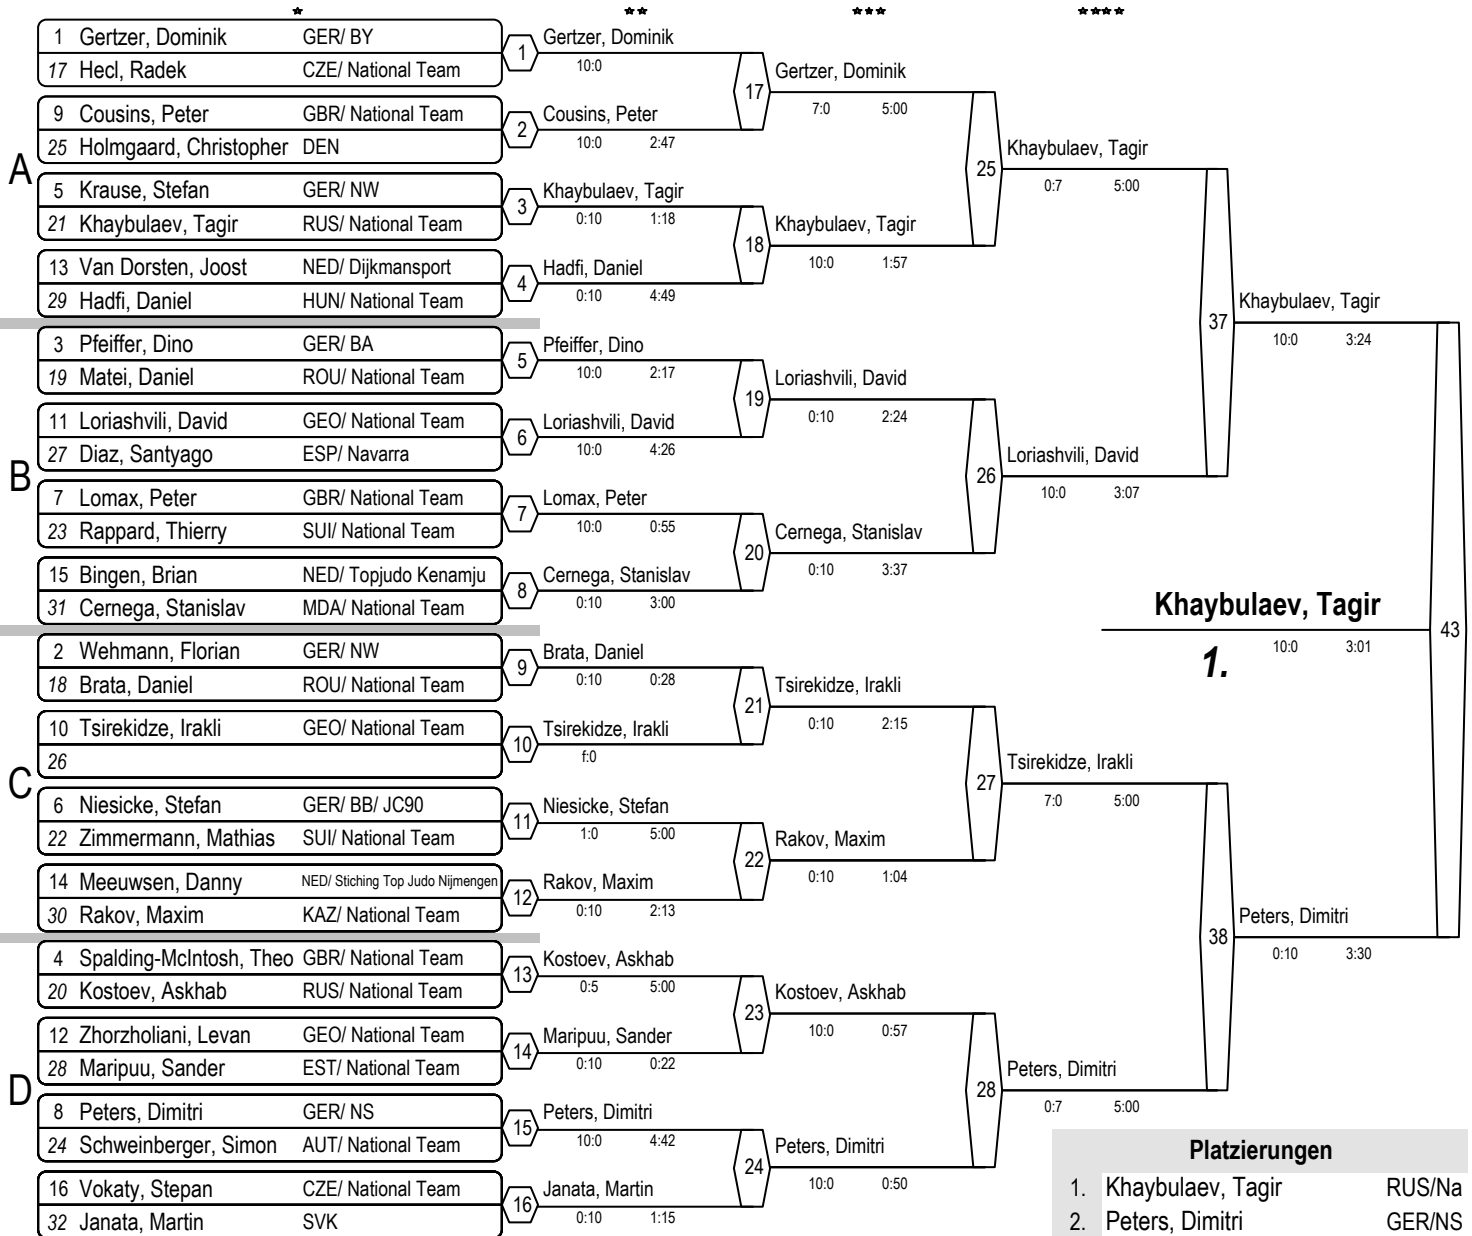 1 Gertzer, Dominik GER/ BY
17 Hecl, Radek CZE/ National Team
9 Cousins, Peter GBR/ National Team
25 Holmgaard, Christopher DEN
A
5 Krause, Stefan GER/ NW
21 Khaybulaev, Tagir RUS/ National Team
13 Van Dorsten, Joost NED/ Dijkmansport
29 Hadfi, Daniel HUN/ National Team
3 Pfeiffer, Dino GER/ BA
19 Matei, Daniel ROU/ National Team
11 Loriashvili, David GEO/ National Team
27 Diaz, Santyago ESP/ Navarra
B
7 Lomax, Peter GBR/ National Team
23 Rappard, Thierry SUI/ National Team
15 Bingen, Brian NED/ Topjudo Kenamju
31 Cernega, Stanislav MDA/ National Team
2 Wehmann, Florian GER/ NW
18 Brata, Daniel ROU/ National Team
10 Tsirekidze, Irakli GEO/ National Team
26
C
6 Niesicke, Stefan GER/ BB/ JC90
22 Zimmermann, Mathias SUI/ National Team
14 Meeuwsen, Danny NED/ Stiching Top Judo Nijmengen
30 Rakov, Maxim KAZ/ National Team
4 Spalding-McIntosh, Theo GBR/ National Team
20 Kostoev, Askhab RUS/ National Team
12 Zhorzholiani, Levan GEO/ National Team
28 Maripuu, Sander EST/ National Team
D
8 Peters, Dimitri GER/ NS
24 Schweinberger, Simon AUT/ National Team
16 Vokaty, Stepan CZE/ National Team
32 Janata, Martin SVK
1 Gertzer, Dominik
10:0
2 Cousins, Peter
10:0 2:47
3 Khaybulaev, Tagir
0:10 1:18
4 Hadfi, Daniel
0:10 4:49
5 Pfeiffer, Dino
10:0 2:17
6 Loriashvili, David
10:0 4:26
7 Lomax, Peter
10:0 0:55
8 Cernega, Stanislav
0:10 3:00
9 Brata, Daniel
0:10 0:28
10 Tsirekidze, Irakli
f:0
11 Niesicke, Stefan
1:0 5:00
12 Rakov, Maxim
0:10 2:13
13 Kostoev, Askhab
0:5 5:00
14 Maripuu, Sander
0:10 0:22
15 Peters, Dimitri
10:0 4:42
16 Janata, Martin
0:10 1:15
17 Gertzer, Dominik
7:0 5:00
18 Khaybulaev, Tagir
10:0 1:57
19 Loriashvili, David
0:10 2:24
20 Cernega, Stanislav
0:10 3:37
21 Tsirekidze, Irakli
0:10 2:15
22 Rakov, Maxim
0:10 1:04
23 Kostoev, Askhab
10:0 0:57
24 Peters, Dimitri
10:0 0:50
25 Khaybulaev, Tagir
0:7 5:00
26 Loriashvili, David
10:0 3:07
27 Tsirekidze, Irakli
7:0 5:00
28 Peters, Dimitri
0:7 5:00
37 Khaybulaev, Tagir
10:0 3:24
38 Peters, Dimitri
0:10 3:30
43 Khaybulaev, Tagir
1. 10:0 3:01
Platzierungen
1. Khaybulaev, Tagir RUS/Na
2. Peters, Dimitri GER/NS